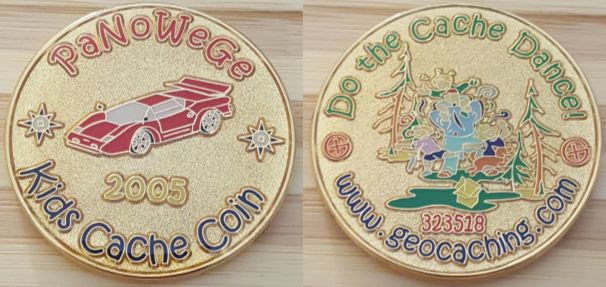 PaNoWeGe
2005
Kids Cache Coin
Do the Cache Dance!
323518
www.geocaching.com